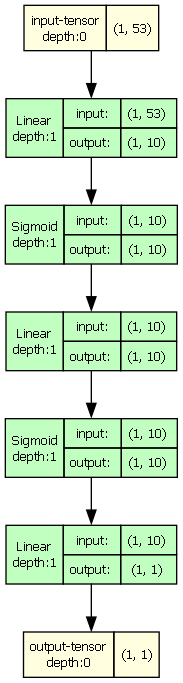 input-tensor
depth:0
(1, 53)
Linear
depth:1
input:
(1, 53)
output:
(1, 10)
Sigmoid
depth:1
input:
(1, 10)
output:
(1, 10)
Linear
depth:1
input:
(1, 10)
output:
(1, 10)
Sigmoid
depth:1
input:
(1, 10)
output:
(1, 10)
Linear
depth:1
input:
(1, 10)
output:
(1, 1)
output-tensor
depth:0
(1, 1)